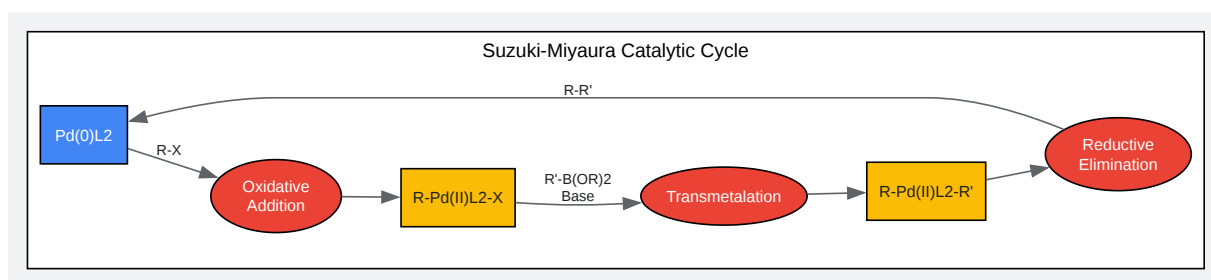 Suzuki-Miyaura Catalytic Cycle
R-R'
Pd(0)L2
R-X
Oxidative
Addition
R-Pd(II)L2-X
R'-B(OR)2
Base
Transmetalation
R-Pd(II)L2-R'
Reductive
Elimination